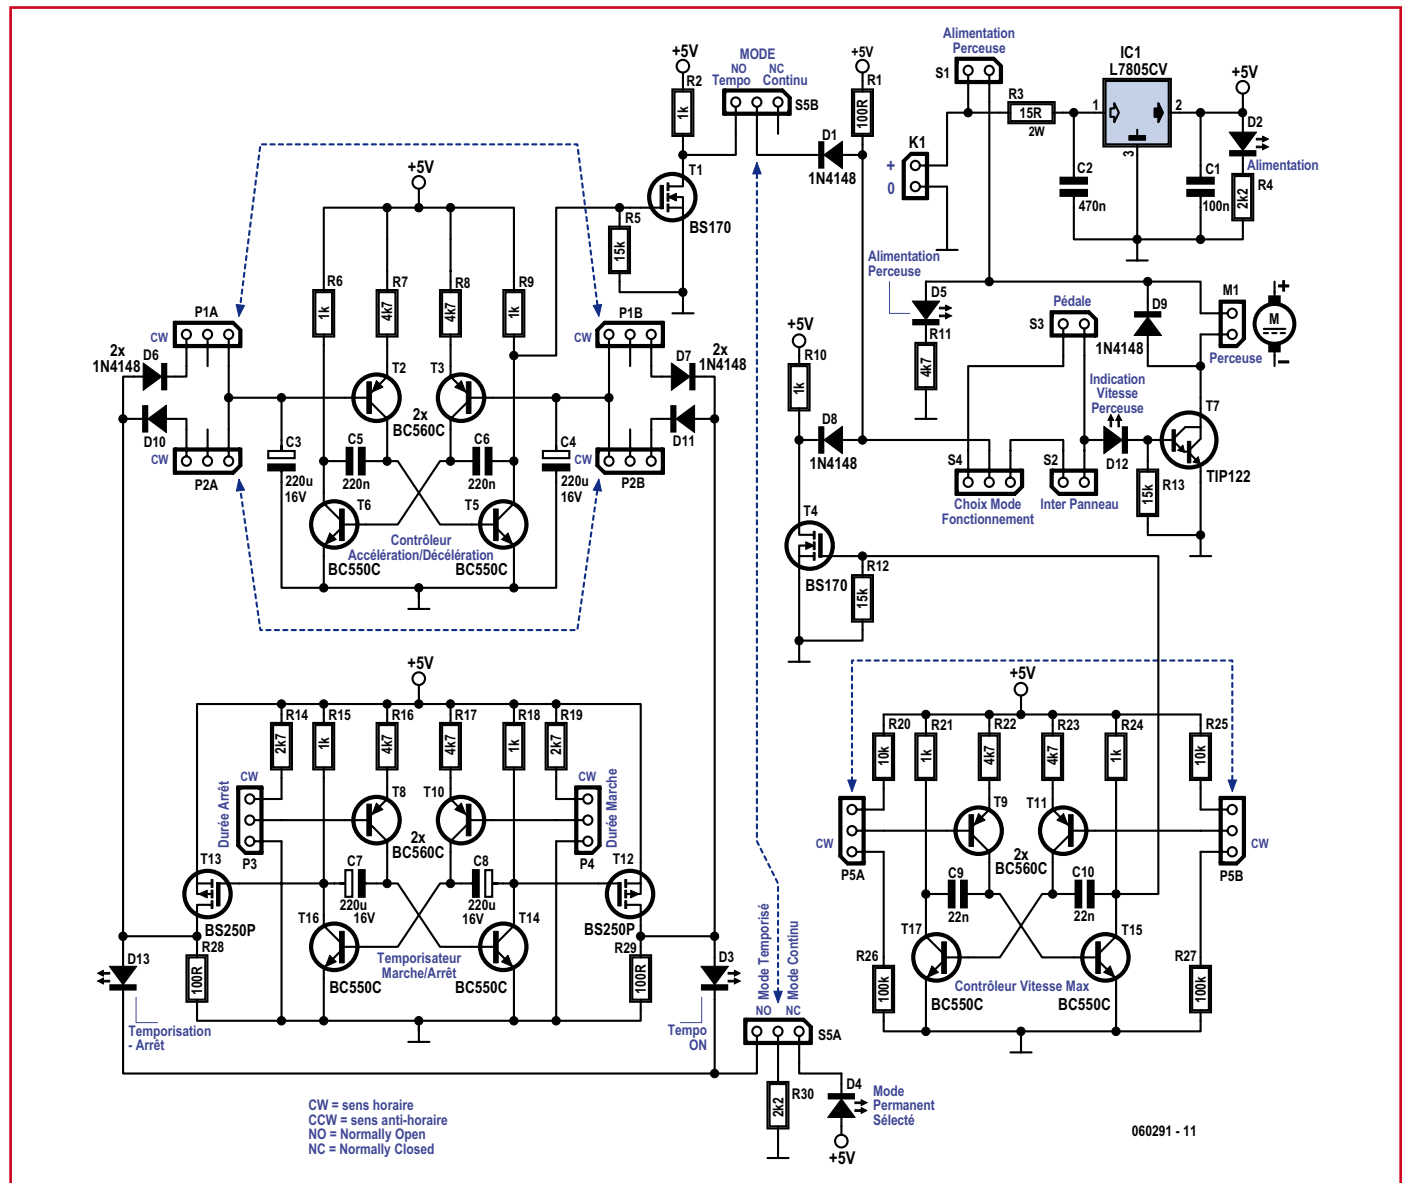 +5V
R2
1k
MODE
NO
Tempo
NC
Continu
S5B
+5V
R1
100R
D1
1N4148
Alimentation
Perceuse
S1
K1
+
0
R3
15R
2W
IC1
L7805CV
1
2
3
C2
470n
C1
100n
+5V
D2
Alimentation
R4
2k2
T1
BS170
R5
15k
+5V
R6
1k
R7
4k7
R8
4k7
R9
1k
P1A
CW
2x
1N4148
D6
D10
CW
P2A
C3
220u
16V
T2
T3
2x
BC560C
C5
220n
C6
220n
C4
220u
16V
T6
T5
Contrôleur
Accélération/Décélération
BC550C
BC550C
P1B
CW
D7
2x
1N4148
D11
CW
P2B
Alimentation
Perceuse
D5
R11
4k7
+5V
R10
1k
D8
1N4148
Pédale
S3
D9
1N4148
M1
M
+
–
Perceuse
Indication
Vitesse
Perceuse
D12
T7
TIP122
R13
15k
S4
Choix Mode
Fonctionnement
S2
Inter Panneau
T4
BS170
R12
15k
+5V
R14
2k7
R15
1k
R16
4k7
R17
4k7
R18
1k
R19
2k7
CW
Durée Arrêt
P3
T8
T10
2x
BC560C
CW
Durée Marche
P4
T13
BS250P
T12
BS250P
C7
220u
16V
C8
220u
16V
T16
T14
Temporisateur
Marche/Arrêt
BC550C
BC550C
R28
100R
R29
100R
D13
Temporisation
- Arrêt
D3
Tempo
ON
Mode Temporisé
Mode Continu
NO
NC
S5A
R30
2k2
D4
Mode
Permanent
Sélecté
+5V
+5V
R20
10k
R21
1k
R22
4k7
R23
4k7
R24
1k
R25
10k
CW
P5A
T9
T11
2x
BC560C
CW
P5B
C9
22n
C10
22n
T17
T15
R26
100k
R27
100k
Contrôleur Vitesse Max
BC550C
BC550C
CW = sens horaire
CCW = sens anti-horaire
NO = Normally Open
NC = Normally Closed
060291 - 11